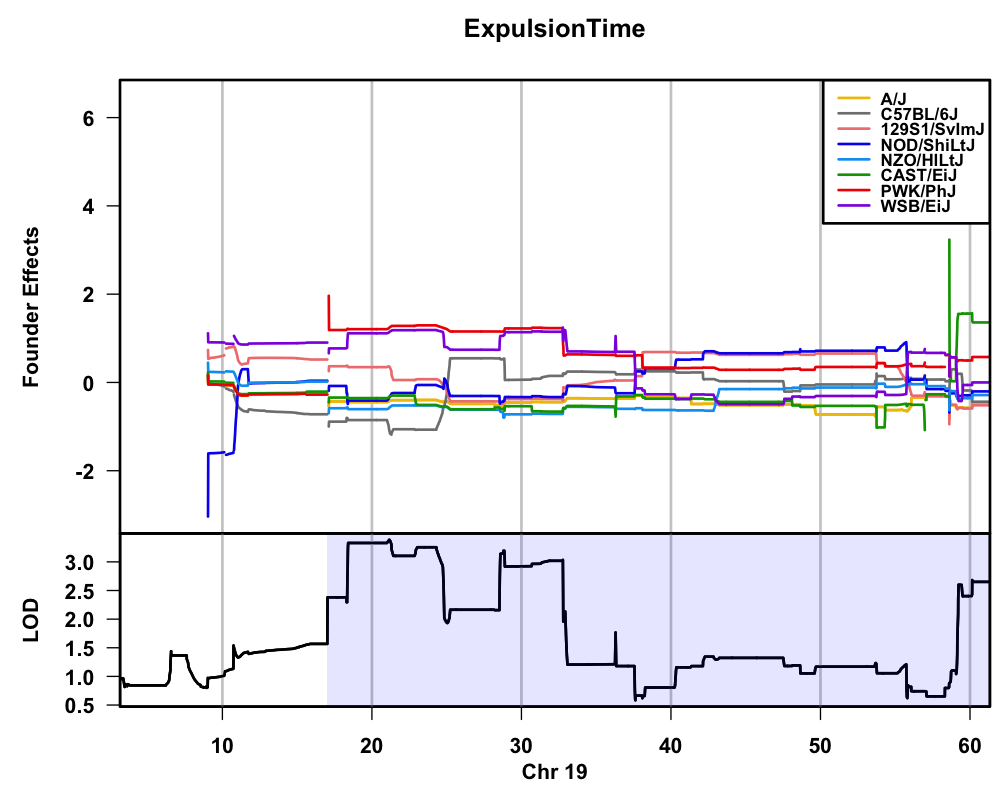 ExpulsionTime
A/J
C57BL/6J
129S1/SvImJ
NOD/ShiLtJ
NZO/HILtJ
CAST/EiJ
PWK/PhJ
WSB/EiJ
Founder Effects
6
4
2
0
-2
LOD
3.0
2.5
2.0
1.5
1.0
0.5
10 20 30 40 50 60
Chr 19